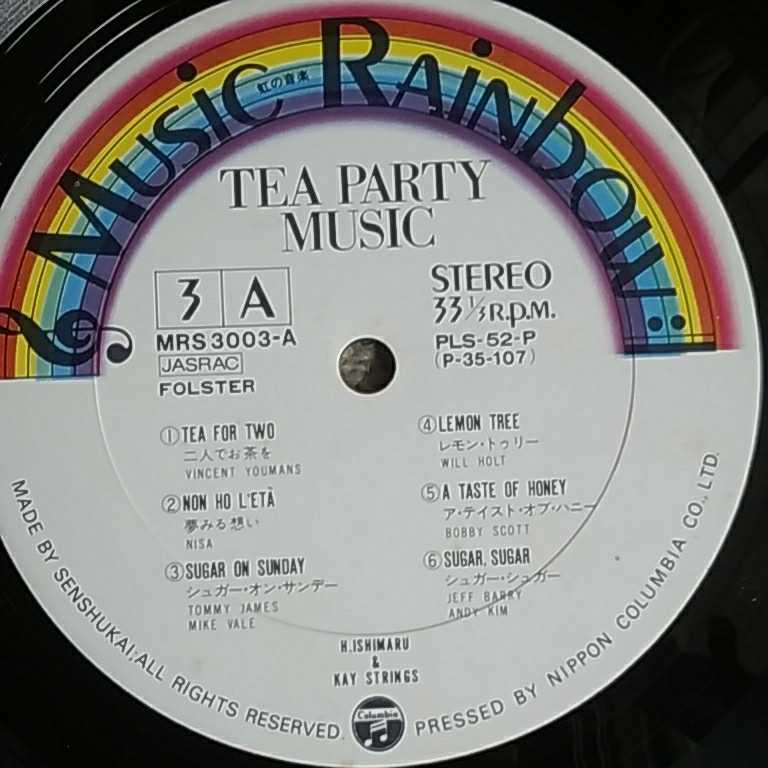 Music Rainbow
虹の音楽
TEA PARTY
MUSIC
3 A
MRS3003-A
JASRAC
FOLSTER
STEREO
33 1/3 R.P.M.
PLS-52-P
(P-35-107)
①TEA FOR TWO
二人でお茶を
VINCENT YOUMANS
②NON HO L'ETÀ
夢みる想い
NISA
③SUGAR ON SUNDAY
シュガー・オン・サンデー
TOMMY JAMES
MIKE VALE
④LEMON TREE
レモン・トゥリー
WILL HOLT
⑤A TASTE OF HONEY
ア・テイスト・オブ・ハニー
BOBBY SCOTT
⑥SUGAR, SUGAR
シュガー・シュガー
JEFF BARRY
ANDY KIM
H.ISHIMARU
&
KAY STRINGS
Columbia
MADE BY SENSHUKAI; ALL RIGHTS RESERVED.
PRESSED BY NIPPON COLUMBIA CO., LTD.